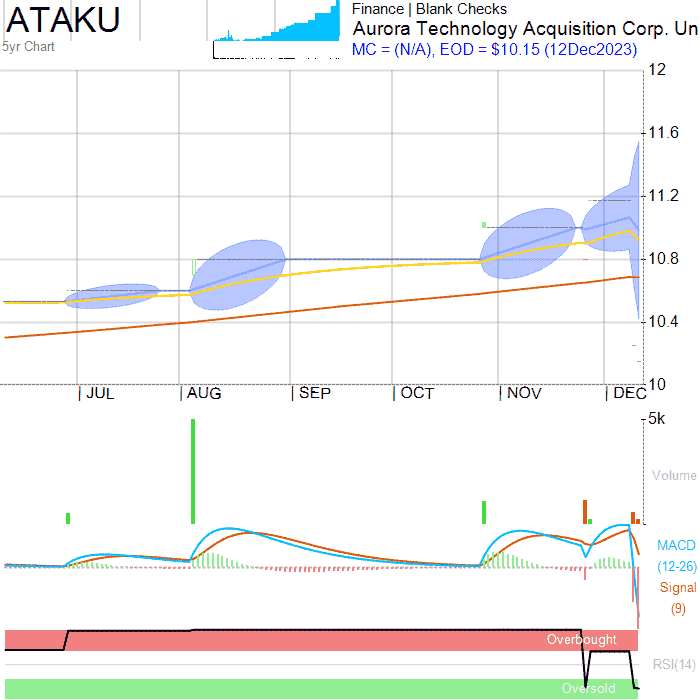 ATAKU
5yr Chart
Finance | Blank Checks
Aurora Technology Acquisition Corp. Un
MC = (N/A), EOD = $10.15 (12Dec2023)
12
11.6
11.2
10.8
10.4
10
JUL
AUG
SEP
OCT
NOV
DEC
5k
Volume
MACD
(12-26)
Signal
(9)
Overbought
RSI(14)
Oversold